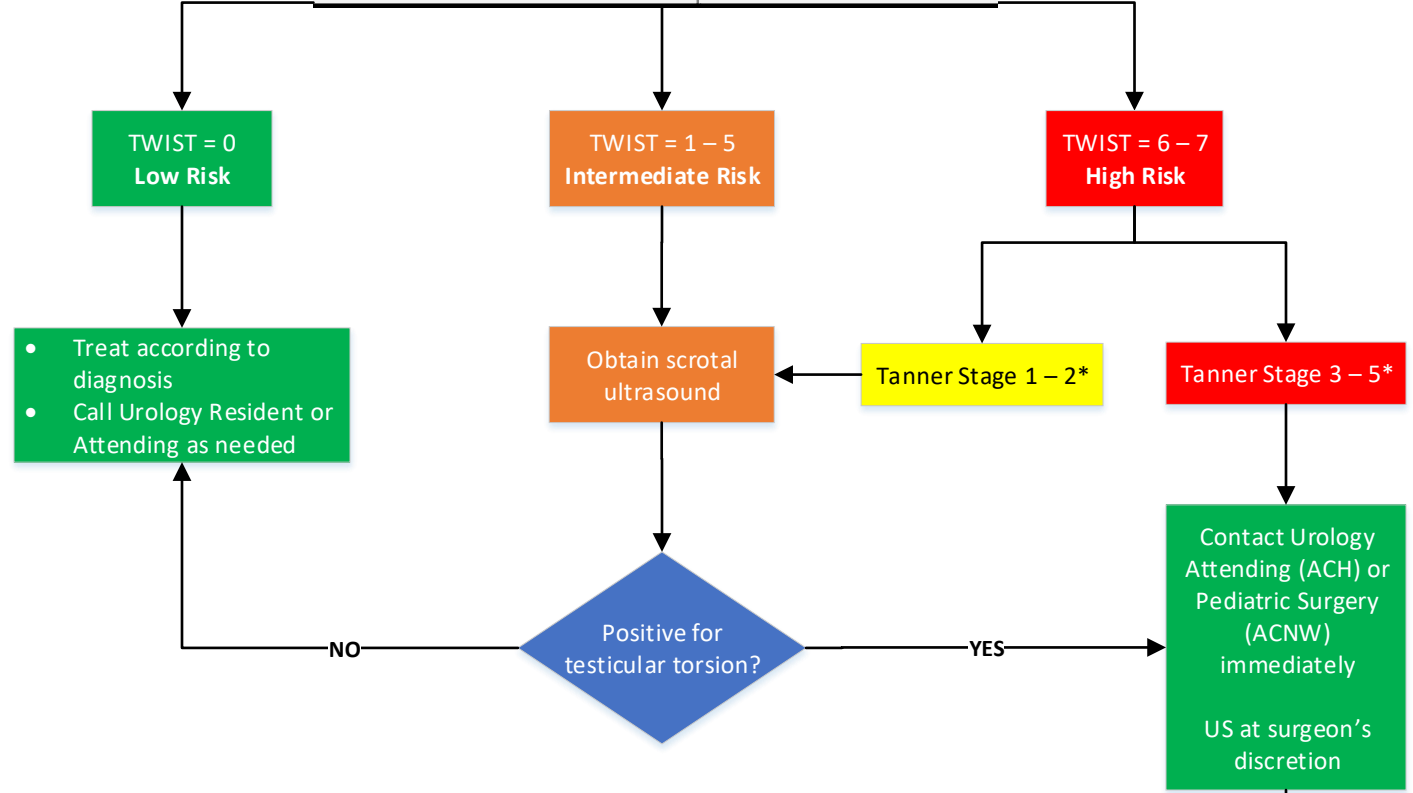 TWIST = 0
Low Risk
TWIST = 1 – 5
Intermediate Risk
TWIST = 6 – 7
High Risk
• Treat according to
diagnosis
• Call Urology Resident or
Attending as needed
Obtain scrotal
ultrasound
Tanner Stage 1 – 2*
Tanner Stage 3 – 5*
Positive for
testicular torsion?
NO
YES
Contact Urology
Attending (ACH) or
Pediatric Surgery
(ACNW)
immediately
US at surgeon’s
discretion